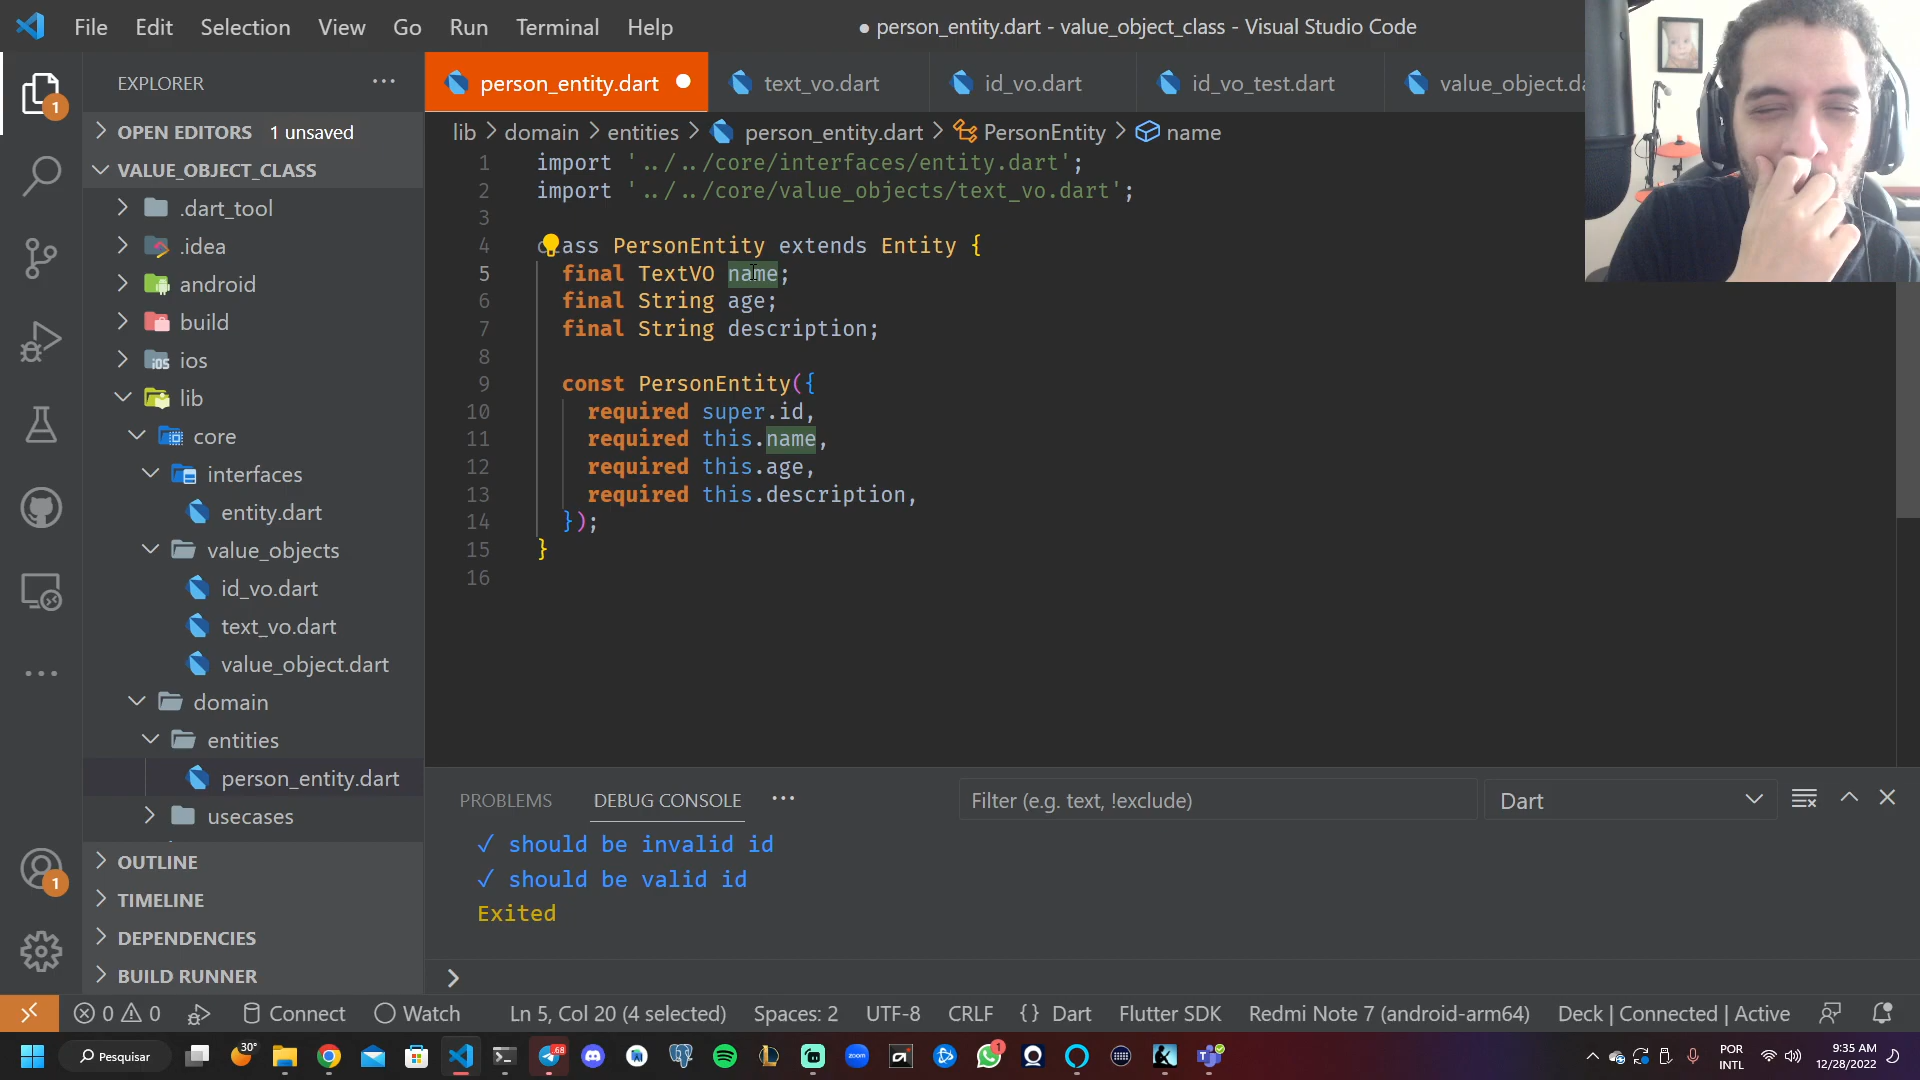 File Edit Selection View Go Run Terminal Help
● person_entity.dart - value_object_class - Visual Studio Code
EXPLORER ...
person_entity.dart
text_vo.dart
id_vo.dart
id_vo_test.dart
value_object.da
OPEN EDITORS 1 unsaved
lib > domain > entities > person_entity.dart > PersonEntity > name
VALUE_OBJECT_CLASS
.dart_tool
.idea
android
build
ios
lib
core
interfaces
entity.dart
value_objects
id_vo.dart
text_vo.dart
value_object.dart
domain
entities
person_entity.dart
usecases
OUTLINE
TIMELINE
DEPENDENCIES
BUILD RUNNER
1
1
1 import '../../core/interfaces/entity.dart';
2 import '../../core/value_objects/text_vo.dart';
3
4 class PersonEntity extends Entity {
5 final TextVO name;
6 final String age;
7 final String description;
8
9 const PersonEntity({
10 required super.id,
11 required this.name,
12 required this.age,
13 required this.description,
14 });
15 }
16
PROBLEMS DEBUG CONSOLE ... Filter (e.g. text, !exclude) Dart
✓ should be invalid id
✓ should be valid id
Exited
>
0 0 Connect Watch Ln 5, Col 20 (4 selected) Spaces: 2 UTF-8 CRLF {} Dart Flutter SDK Redmi Note 7 (android-arm64) Deck | Connected | Active
Pesquisar 30° 68 zoom 1 POR 9:35 AM
INTL 12/28/2022